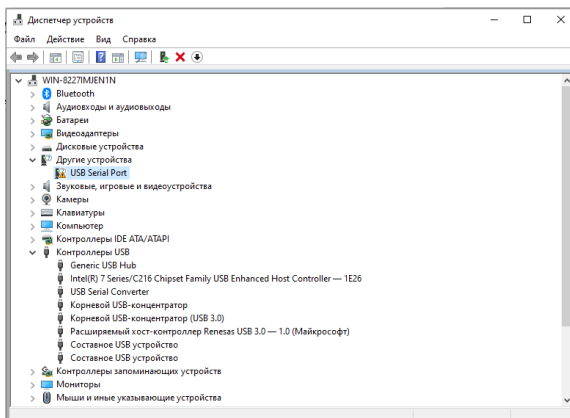 Диспетчер устройств
Файл Действие Вид Справка
WIN-8227IMJEN1N
Bluetooth
Аудиовходы и аудиовыходы
Батареи
Видеоадаптеры
Дисковые устройства
Другие устройства
USB Serial Port
Звуковые, игровые и видеоустройства
Камеры
Клавиатуры
Компьютер
Контроллеры IDE ATA/ATAPI
Контроллеры USB
Generic USB Hub
Intel(R) 7 Series/C216 Chipset Family USB Enhanced Host Controller — 1E26
USB Serial Converter
Корневой USB-концентратор
Корневой USB-концентратор (USB 3.0)
Расширяемый хост-контроллер Renesas USB 3.0 — 1.0 (Майкрософт)
Составное USB устройство
Составное USB устройство
Контроллеры запоминающих устройств
Мониторы
Мыши и иные указывающие устройства